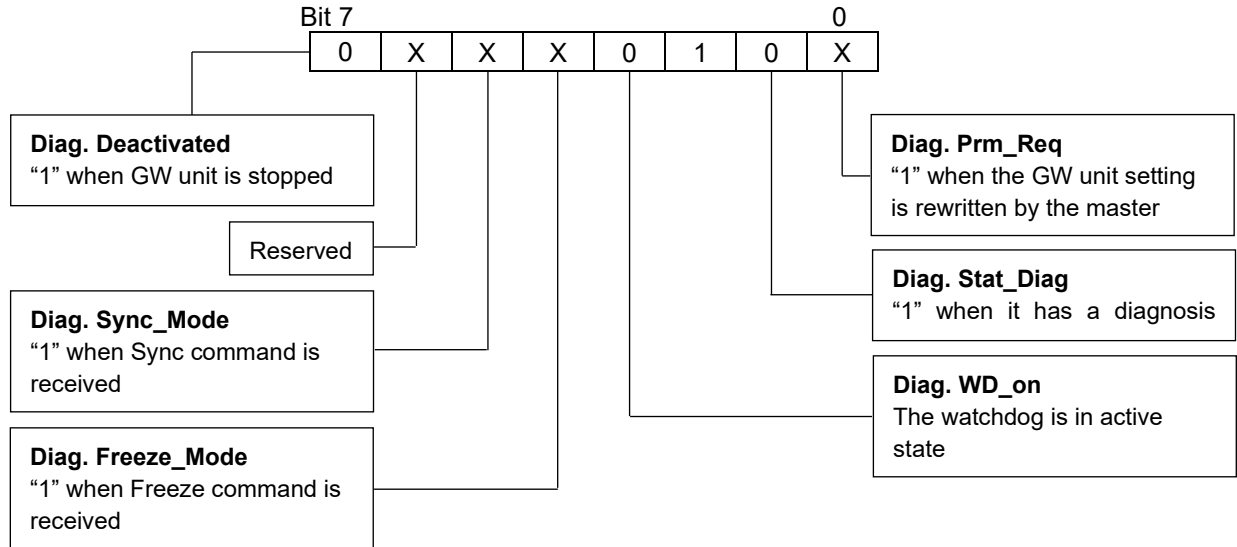 Bit 7 0
0 X X X 0 1 0 X
Diag. Deactivated
“1” when GW unit is stopped
Reserved
Diag. Sync_Mode
“1” when Sync command is
received
Diag. Freeze_Mode
“1” when Freeze command is
received
Diag. Prm_Req
“1” when the GW unit setting
is rewritten by the master
Diag. Stat_Diag
“1” when it has a diagnosis
Diag. WD_on
The watchdog is in active
state